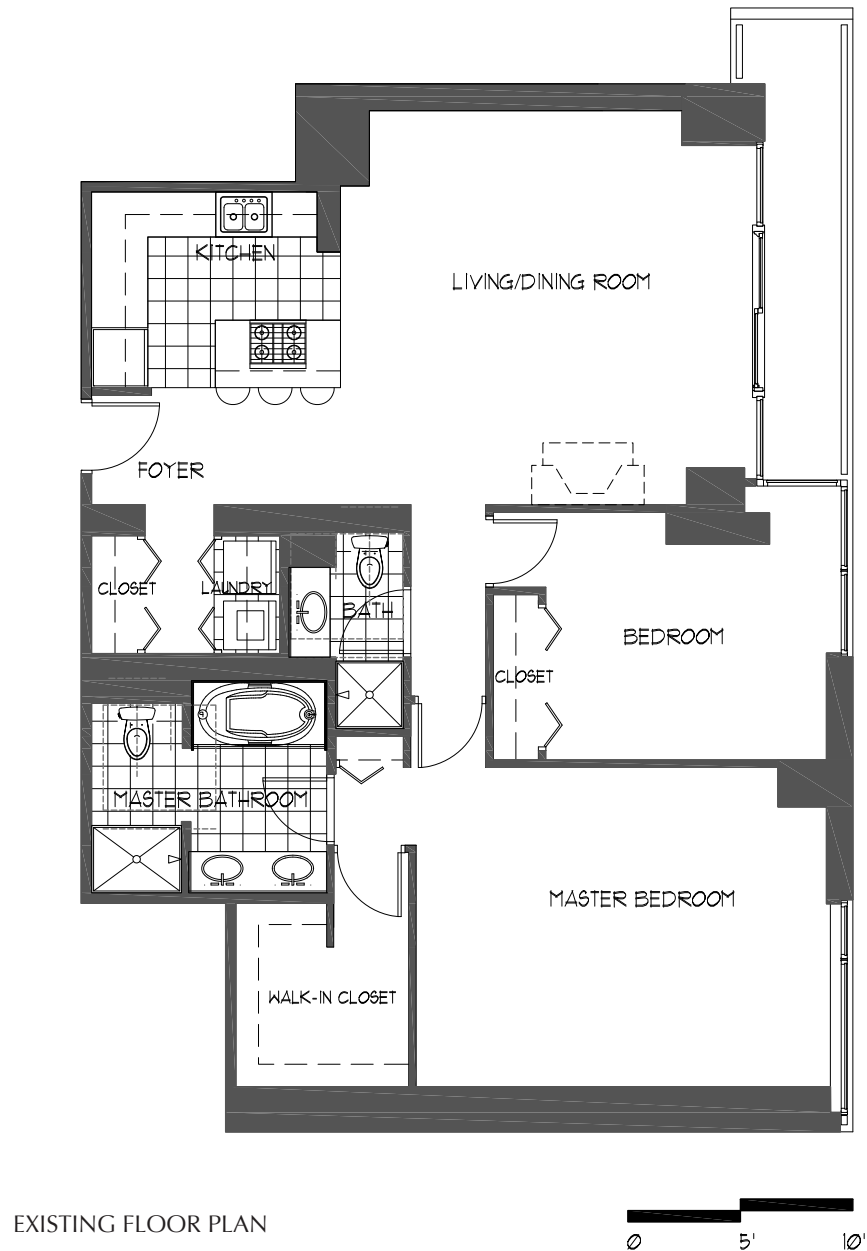 KITCHEN
LIVING/DINING ROOM
FOYER
CLOSET
LAUNDRY
BATH
BEDROOM
CLOSET
MASTER BATHROOM
MASTER BEDROOM
WALK-IN CLOSET
EXISTING FLOOR PLAN
0 5' 10'